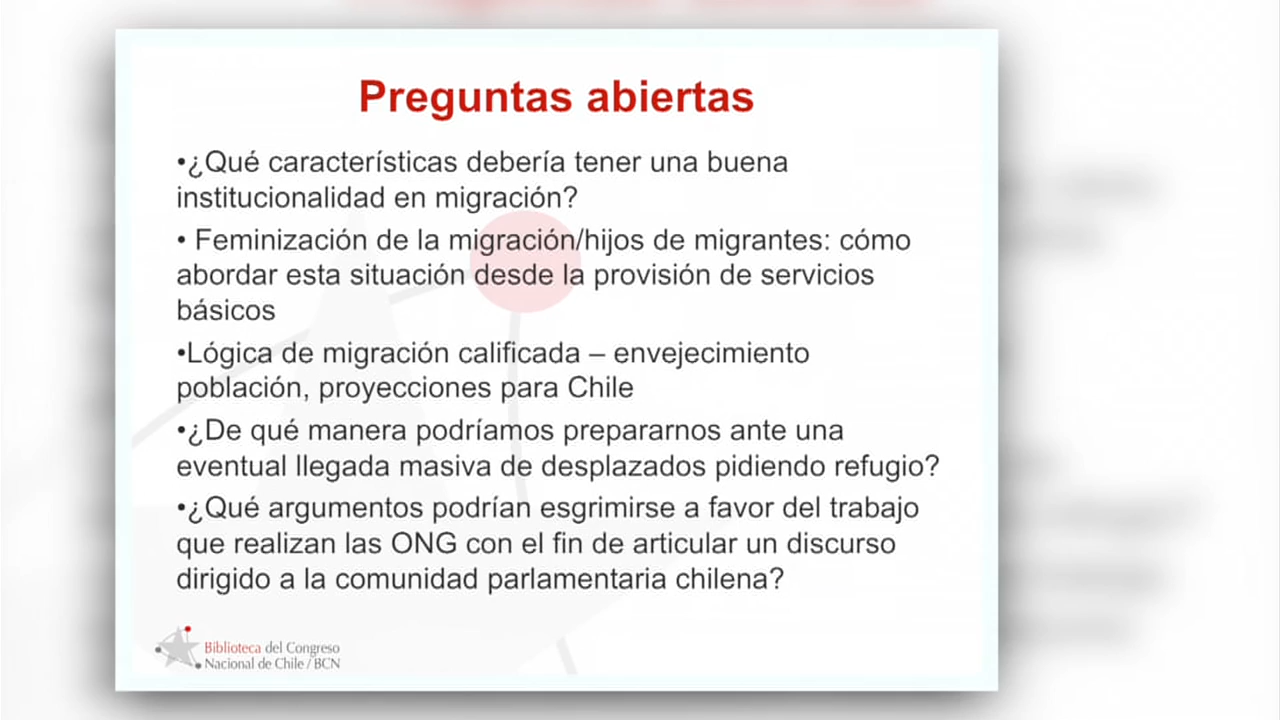 Preguntas abiertas
•¿Qué características debería tener una buena
institucionalidad en migración?
• Feminización de la migración/hijos de migrantes: cómo
abordar esta situación desde la provisión de servicios
básicos
•Lógica de migración calificada – envejecimiento
población, proyecciones para Chile
•¿De qué manera podríamos prepararnos ante una
eventual llegada masiva de desplazados pidiendo refugio?
•¿Qué argumentos podrían esgrimirse a favor del trabajo
que realizan las ONG con el fin de articular un discurso
dirigido a la comunidad parlamentaria chilena?
Biblioteca del Congreso
Nacional de Chile / BCN